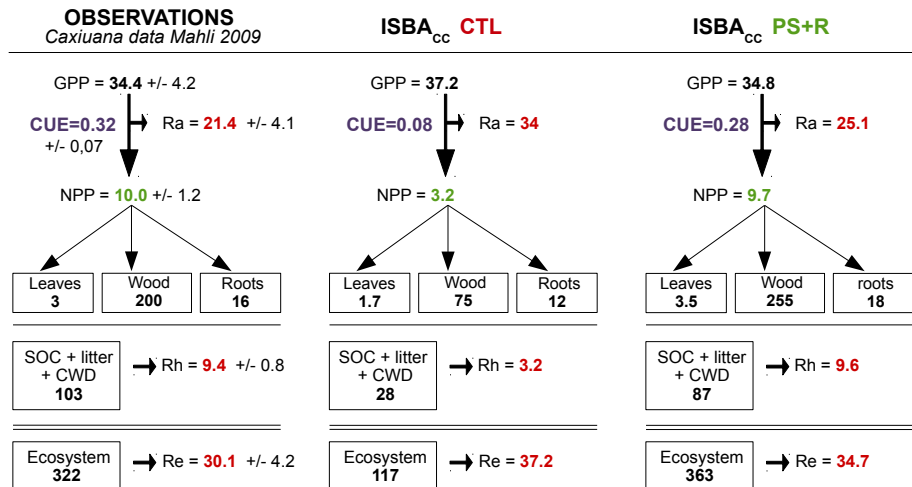 OBSERVATIONS
Caxiuana data Mahli 2009
GPP = 34.4 +/- 4.2
CUE=0.32
+/- 0,07
Ra = 21.4 +/- 4.1
NPP = 10.0 +/- 1.2
Leaves
3
Wood
200
Roots
16
SOC + litter
+ CWD
103
Rh = 9.4 +/- 0.8
Ecosystem
322
Re = 30.1 +/- 4.2
ISBAcc CTL
GPP = 37.2
CUE=0.08
Ra = 34
NPP = 3.2
Leaves
1.7
Wood
75
Roots
12
SOC + litter
+ CWD
28
Rh = 3.2
Ecosystem
117
Re = 37.2
ISBAcc PS+R
GPP = 34.8
CUE=0.28
Ra = 25.1
NPP = 9.7
Leaves
3.5
Wood
255
roots
18
SOC + litter
+ CWD
87
Rh = 9.6
Ecosystem
363
Re = 34.7